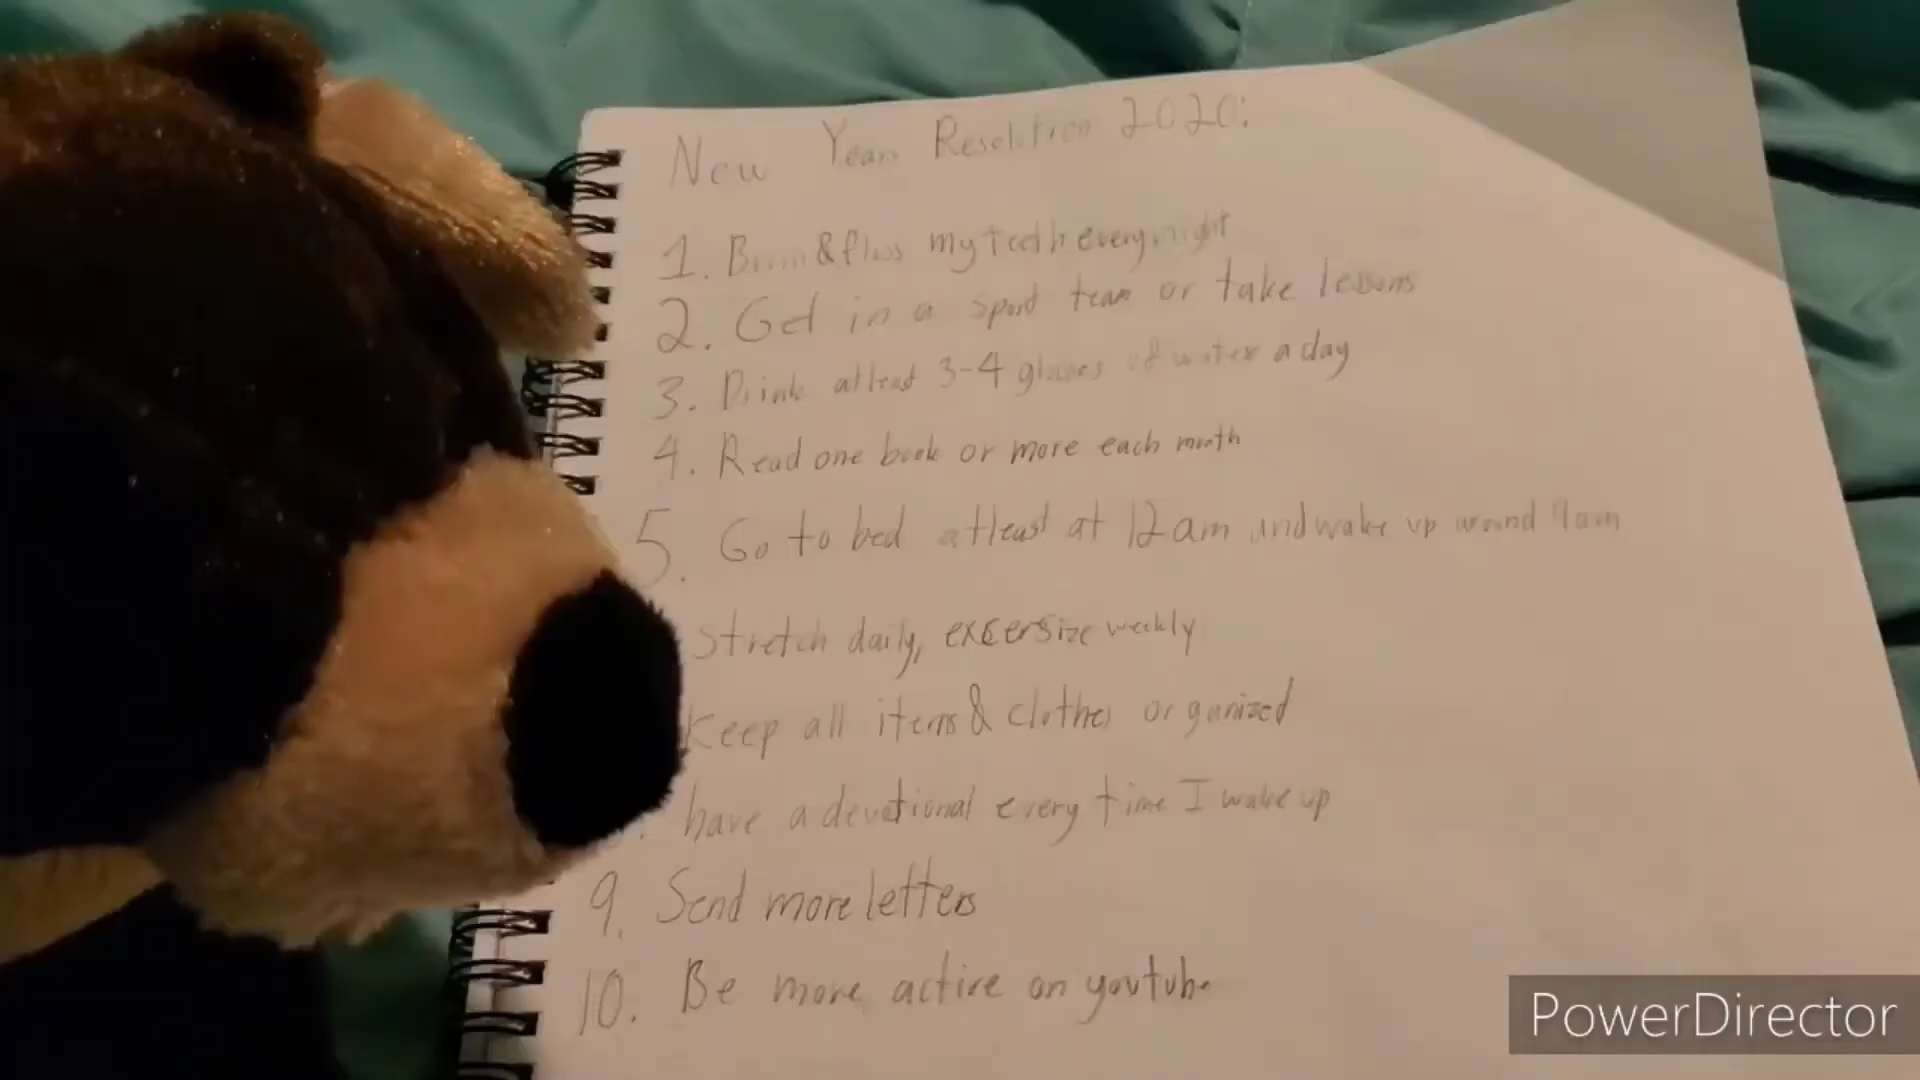 New Years Resolution 2020:
1. Brush & floss my teeth every night
2. Get in a sport team or take lessons
3. Drink atleast 3-4 glasses of water a day
4. Read one book or more each month
5. Go to bed atleast at 12am and wake up around 9am
Stretch daily, excersize weekly
keep all items & clothes organized
have a devotional every time I wake up
9. Send more letters
10. Be more active on youtube
PowerDirector